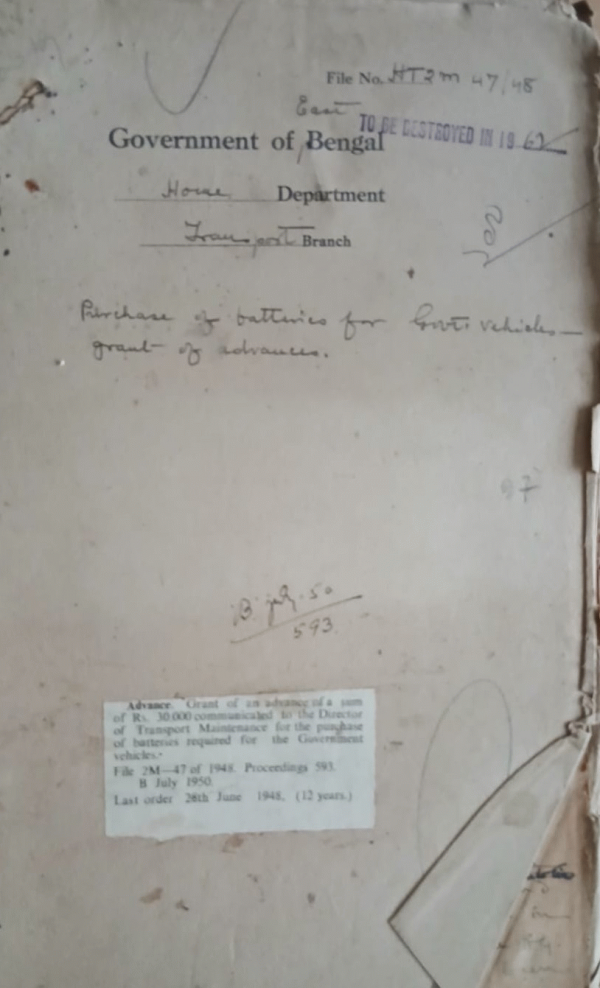 File No. HT2M 47/48
East
Government of Bengal
TO BE DESTROYED IN 19 62
Home Department
Transport Branch
Purchase of batteries for Govt. vehicles —
grant of advances.
B July. 50
593.
Advance. Grant of an advance of a sum
of Rs. 30,000 communicated to the Director
of Transport Maintenance for the purchase
of batteries required for the Government
vehicles.
File 2M—47 of 1948. Proceedings 593.
B July 1950.
Last order 28th June 1948. (12 years.)